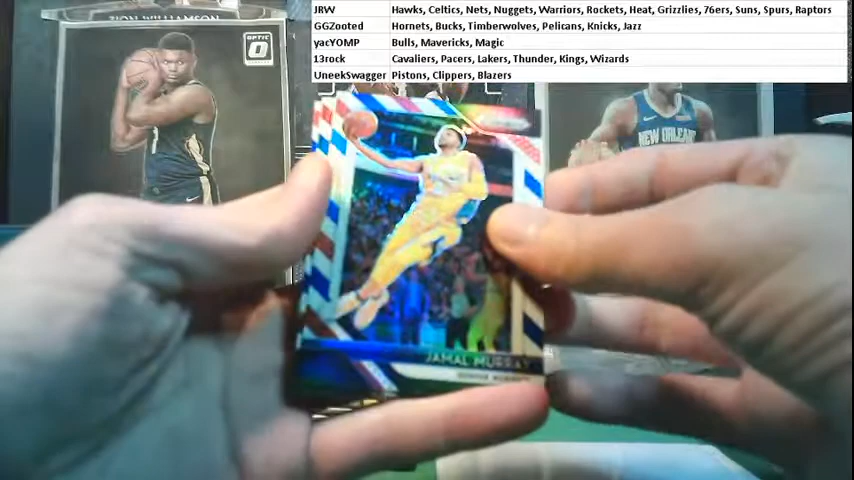 JRW Hawks, Celtics, Nets, Nuggets, Warriors, Rockets, Heat, Grizzlies, 76ers, Suns, Spurs, Raptors
GGZooted Hornets, Bucks, Timberwolves, Pelicans, Knicks, Jazz
yacYOMP Bulls, Mavericks, Magic
13rock Cavaliers, Pacers, Lakers, Thunder, Kings, Wizards
UneekSwagger Pistons, Clippers, Blazers
ZION WILLIAMSON
OPTIC
NEW ORLEANS
JAMAL MURRAY